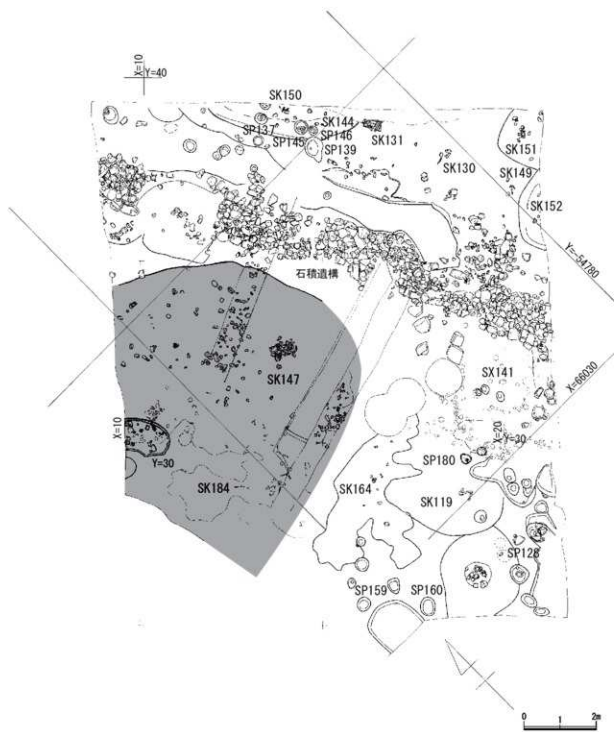 X=10
Y=40
SK150
SP137
SK144
SP146
SP145
SP139
SK131
SK130
SK151
SK149
SK152
Y=-54780
石積遺構
SK147
SX141
X=66030
X=10
Y=30
X=20
Y=30
SP180
SK184
SK164
SK119
SP128
SP159
SP160
0 1 2m